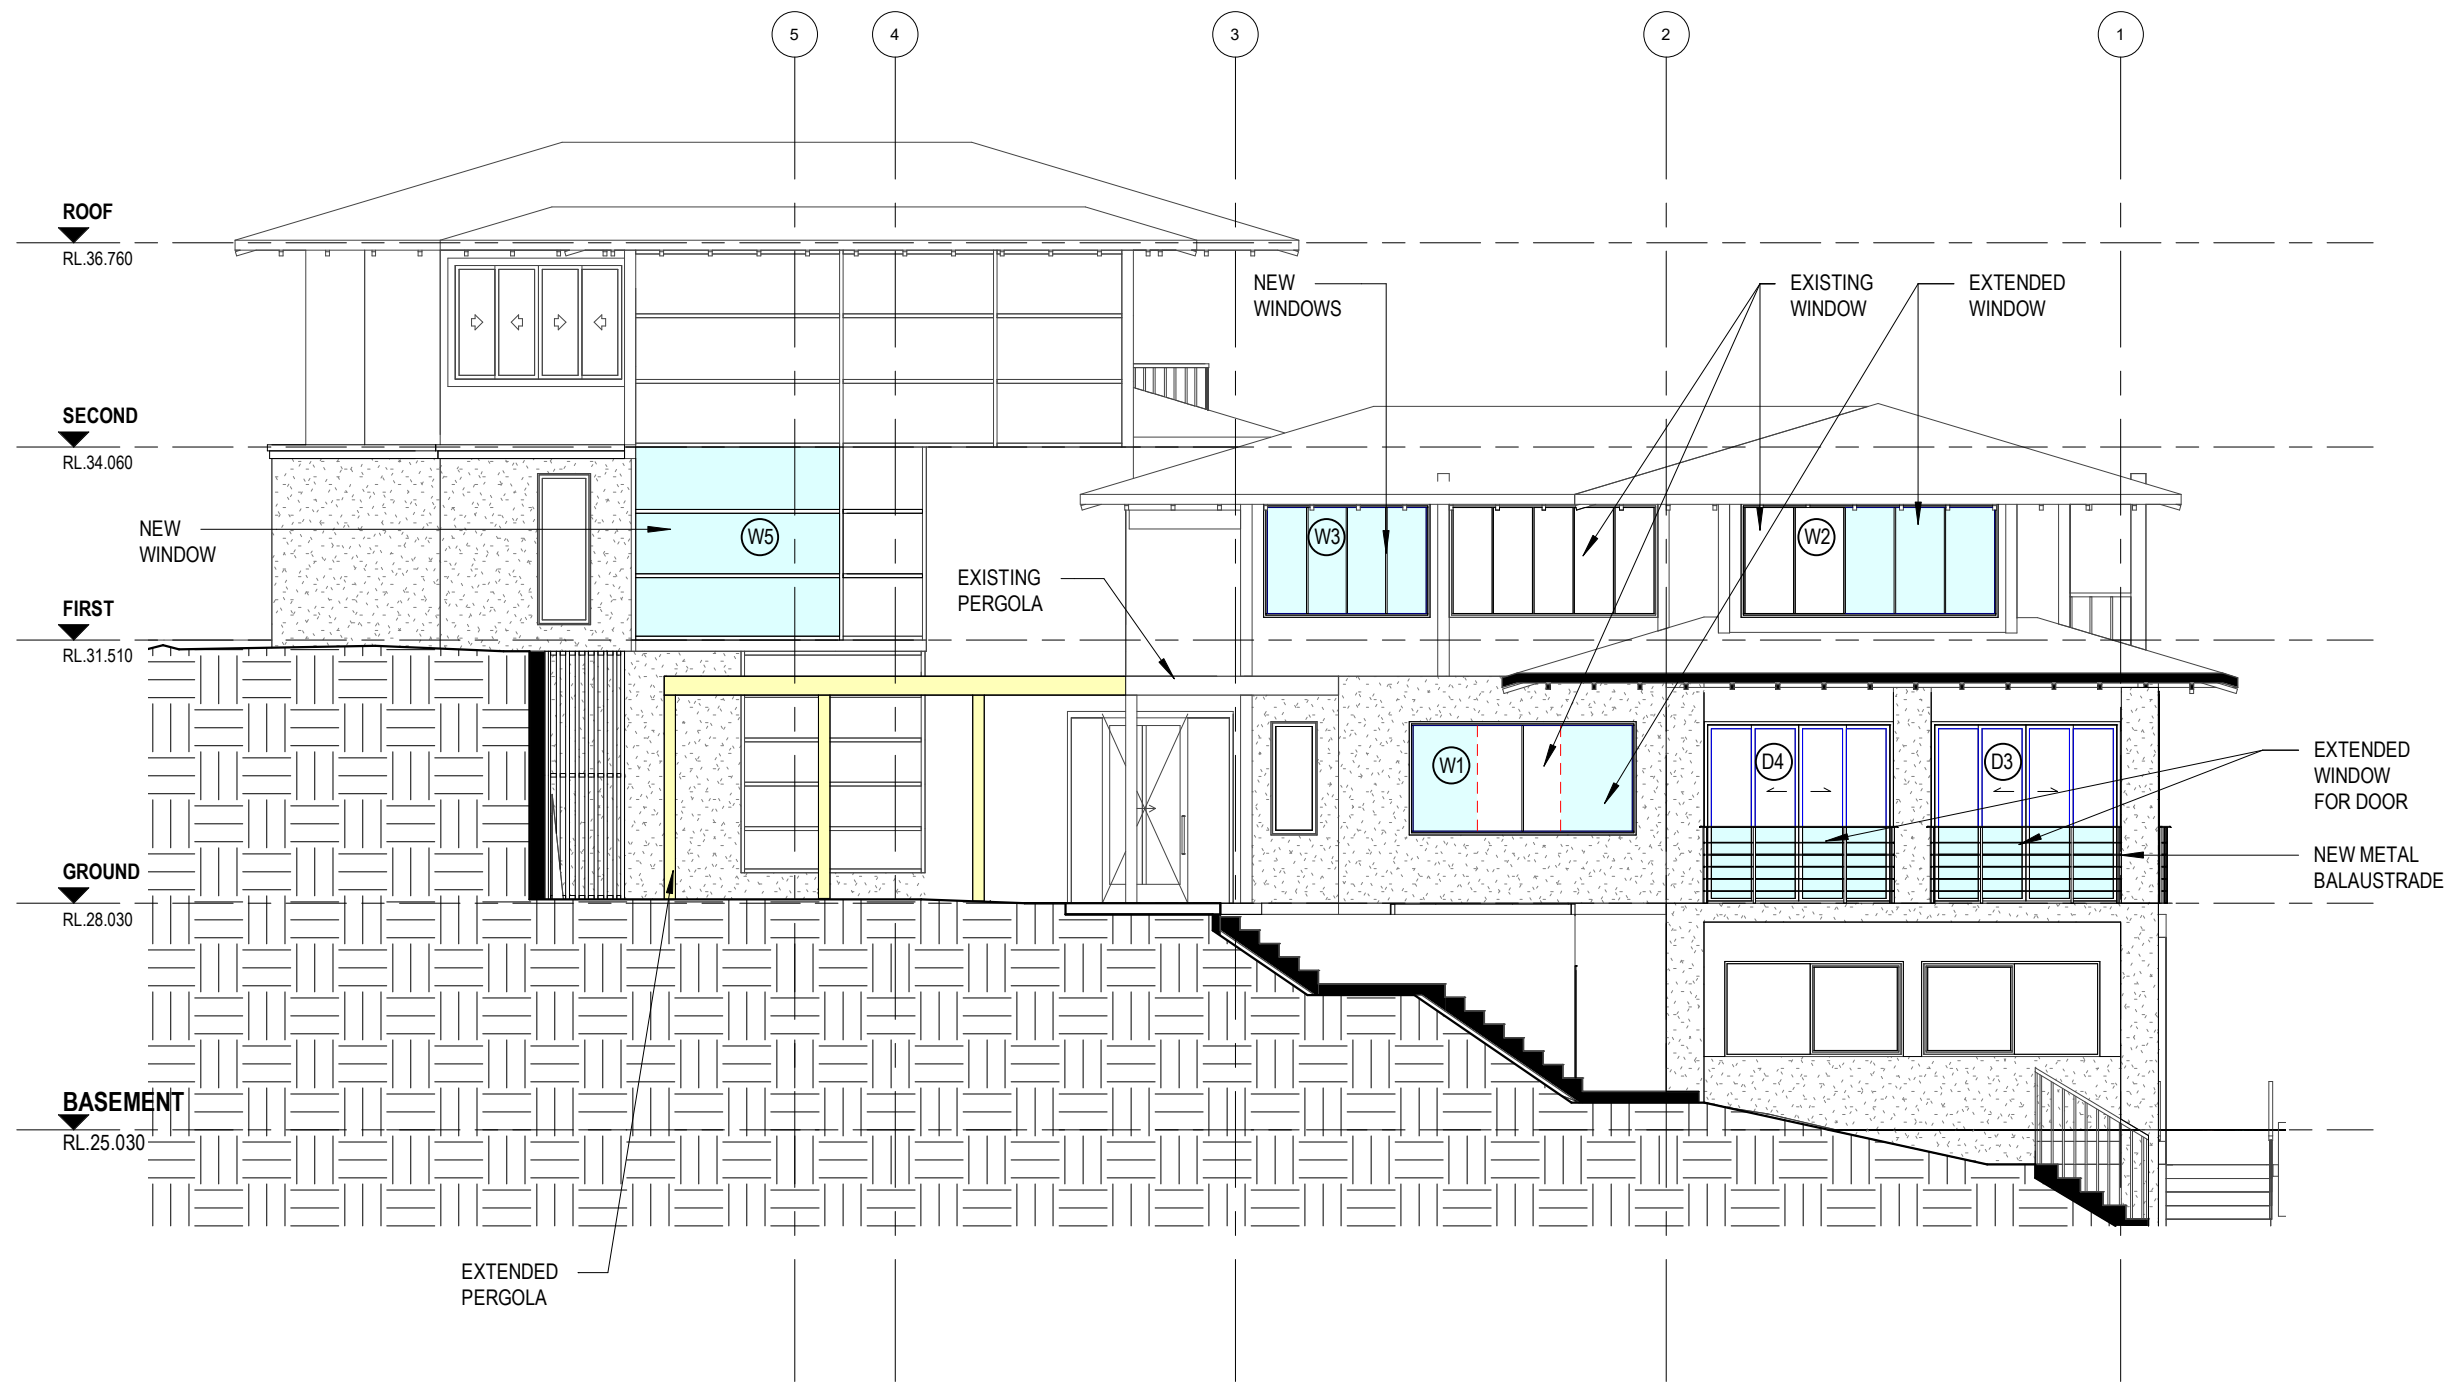 5
4
3
2
1
ROOF
RL.36.760
NEW
WINDOWS
EXISTING
WINDOW
EXTENDED
WINDOW
SECOND
RL.34.060
NEW
WINDOW
W5
W3
W2
EXISTING
PERGOLA
FIRST
RL.31.510
W1
D4
D3
EXTENDED
WINDOW
FOR DOOR
NEW METAL
BALAUSTRADE
GROUND
RL.28.030
BASEMENT
RL.25.030
EXTENDED
PERGOLA